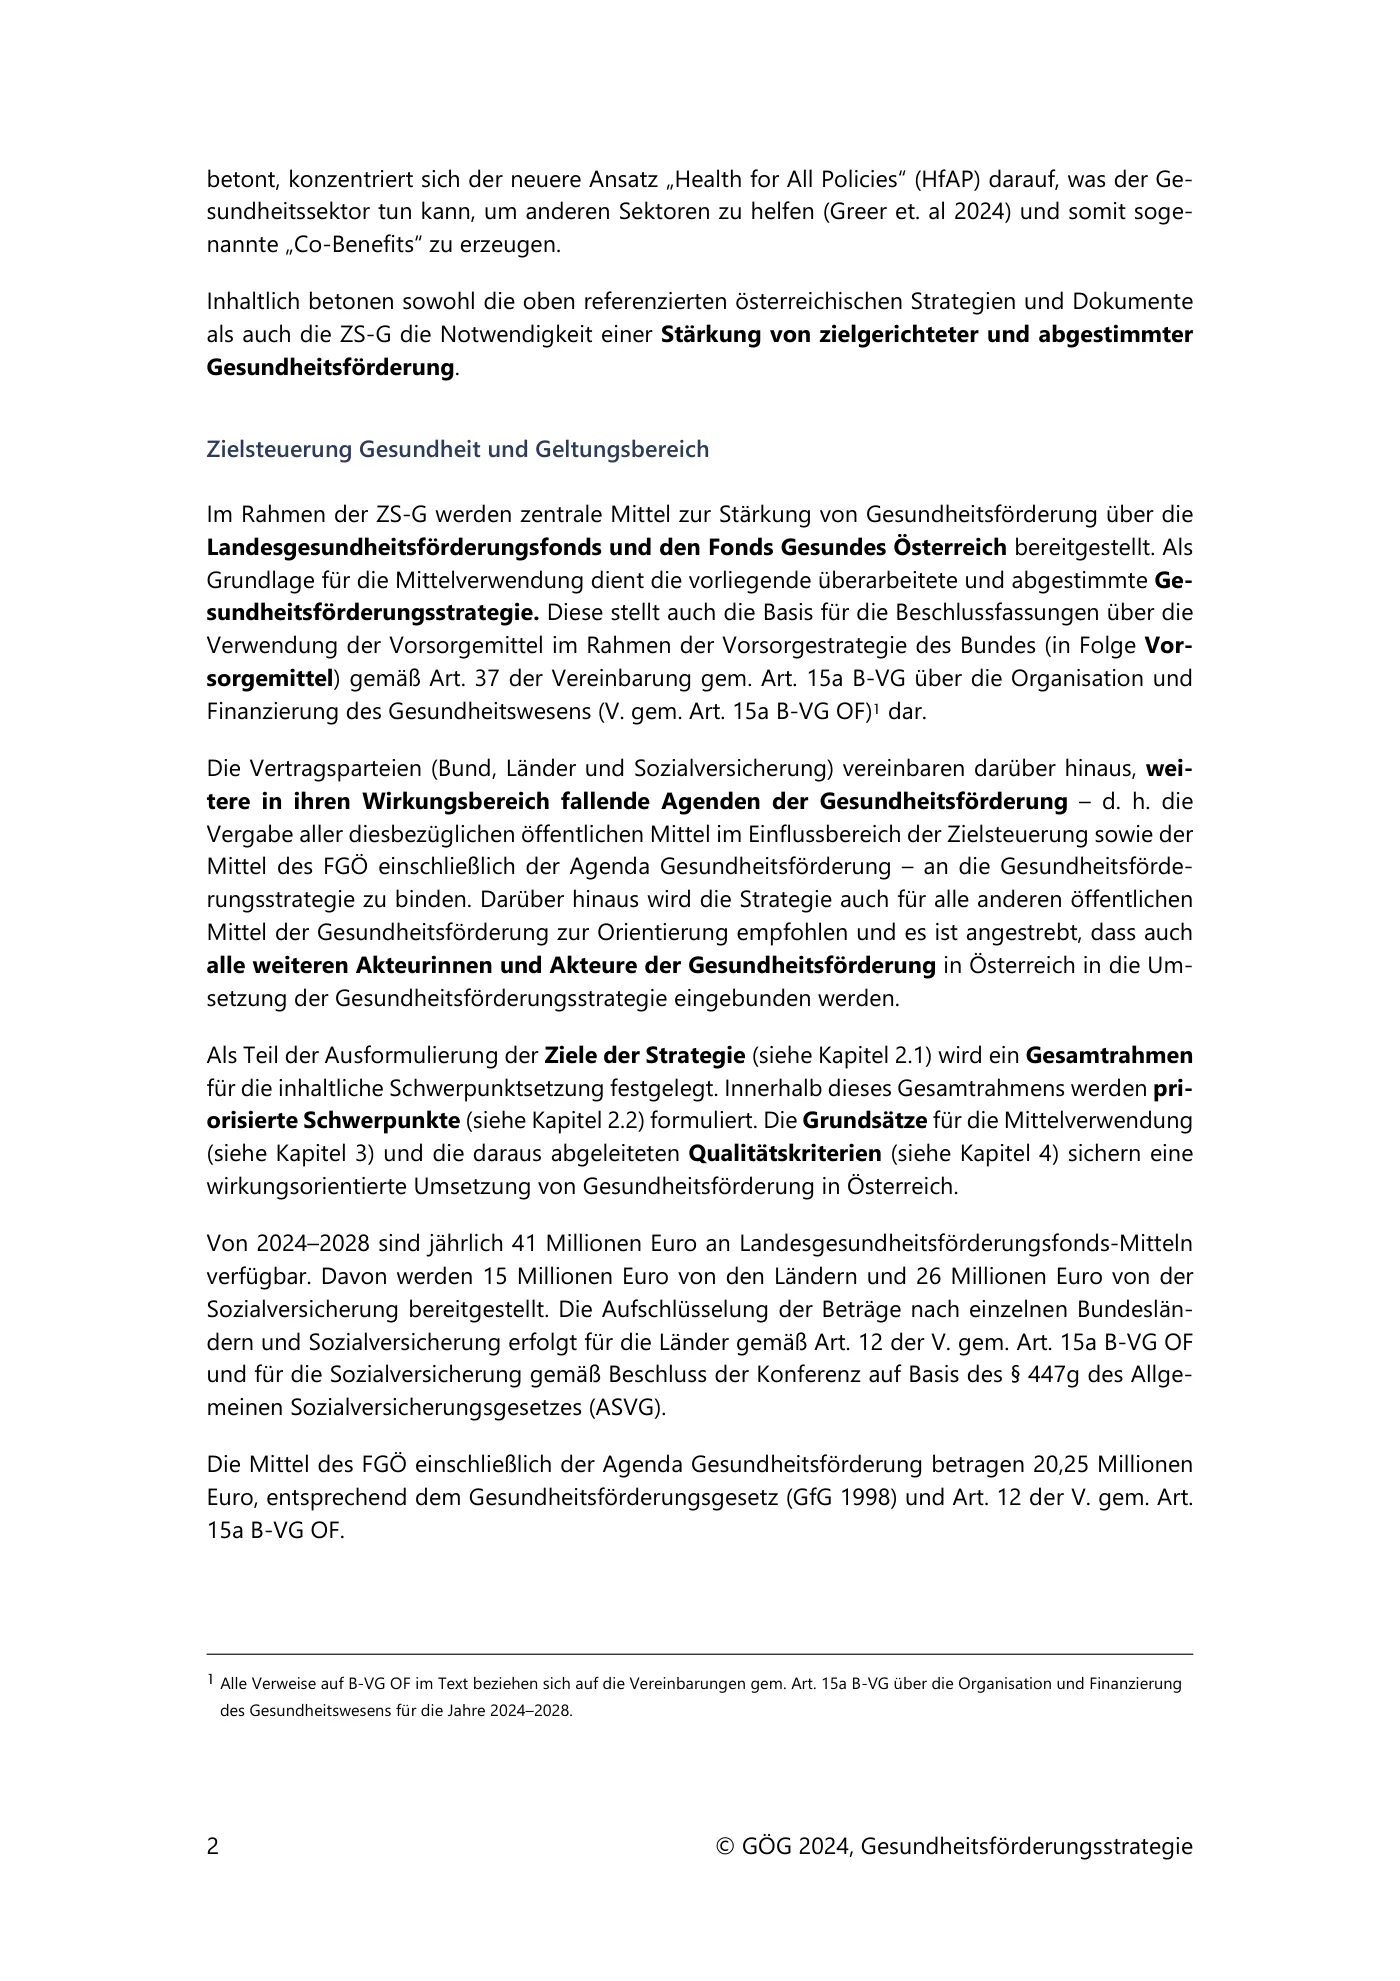 betont, konzentriert sich der neuere Ansatz „Health for All Policies“ (HfAP) darauf, was der Ge-
sundheitssektor tun kann, um anderen Sektoren zu helfen (Greer et. al 2024) und somit soge-
nannte „Co-Benefits“ zu erzeugen.
Inhaltlich betonen sowohl die oben referenzierten österreichischen Strategien und Dokumente
als auch die ZS-G die Notwendigkeit einer Stärkung von zielgerichteter und abgestimmter
Gesundheitsförderung.
Zielsteuerung Gesundheit und Geltungsbereich
Im Rahmen der ZS-G werden zentrale Mittel zur Stärkung von Gesundheitsförderung über die
Landesgesundheitsförderungsfonds und den Fonds Gesundes Österreich bereitgestellt. Als
Grundlage für die Mittelverwendung dient die vorliegende überarbeitete und abgestimmte Ge-
sundheitsförderungsstrategie. Diese stellt auch die Basis für die Beschlussfassungen über die
Verwendung der Vorsorgemittel im Rahmen der Vorsorgestrategie des Bundes (in Folge Vor-
sorgemittel) gemäß Art. 37 der Vereinbarung gem. Art. 15a B-VG über die Organisation und
Finanzierung des Gesundheitswesens (V. gem. Art. 15a B-VG OF)¹ dar.
Die Vertragsparteien (Bund, Länder und Sozialversicherung) vereinbaren darüber hinaus, wei-
tere in ihren Wirkungsbereich fallende Agenden der Gesundheitsförderung – d. h. die
Vergabe aller diesbezüglichen öffentlichen Mittel im Einflussbereich der Zielsteuerung sowie der
Mittel des FGÖ einschließlich der Agenda Gesundheitsförderung – an die Gesundheitsförde-
rungsstrategie zu binden. Darüber hinaus wird die Strategie auch für alle anderen öffentlichen
Mittel der Gesundheitsförderung zur Orientierung empfohlen und es ist angestrebt, dass auch
alle weiteren Akteurinnen und Akteure der Gesundheitsförderung in Österreich in die Um-
setzung der Gesundheitsförderungsstrategie eingebunden werden.
Als Teil der Ausformulierung der Ziele der Strategie (siehe Kapitel 2.1) wird ein Gesamtrahmen
für die inhaltliche Schwerpunktsetzung festgelegt. Innerhalb dieses Gesamtrahmens werden pri-
orisierte Schwerpunkte (siehe Kapitel 2.2) formuliert. Die Grundsätze für die Mittelverwendung
(siehe Kapitel 3) und die daraus abgeleiteten Qualitätskriterien (siehe Kapitel 4) sichern eine
wirkungsorientierte Umsetzung von Gesundheitsförderung in Österreich.
Von 2024–2028 sind jährlich 41 Millionen Euro an Landesgesundheitsförderungsfonds-Mitteln
verfügbar. Davon werden 15 Millionen Euro von den Ländern und 26 Millionen Euro von der
Sozialversicherung bereitgestellt. Die Aufschlüsselung der Beträge nach einzelnen Bundeslän-
dern und Sozialversicherung erfolgt für die Länder gemäß Art. 12 der V. gem. Art. 15a B-VG OF
und für die Sozialversicherung gemäß Beschluss der Konferenz auf Basis des § 447g des Allge-
meinen Sozialversicherungsgesetzes (ASVG).
Die Mittel des FGÖ einschließlich der Agenda Gesundheitsförderung betragen 20,25 Millionen
Euro, entsprechend dem Gesundheitsförderungsgesetz (GfG 1998) und Art. 12 der V. gem. Art.
15a B-VG OF.
¹ Alle Verweise auf B-VG OF im Text beziehen sich auf die Vereinbarungen gem. Art. 15a B-VG über die Organisation und Finanzierung
des Gesundheitswesens für die Jahre 2024–2028.
2 © GÖG 2024, Gesundheitsförderungsstrategie